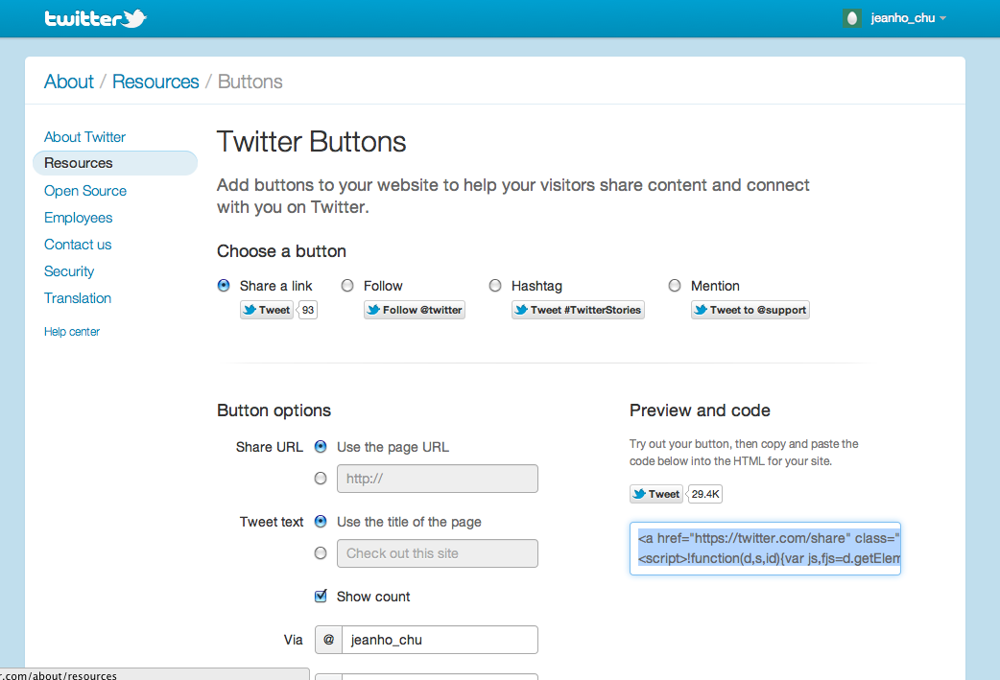 twitter
jeanho_chu
About / Resources / Buttons
About Twitter
Resources
Open Source
Employees
Contact us
Security
Translation
Help center
Twitter Buttons
Add buttons to your website to help your visitors share content and connect
with you on Twitter.
Choose a button
Share a link
Tweet 93
Follow
Follow @twitter
Hashtag
Tweet #TwitterStories
Mention
Tweet to @support
Button options
Share URL Use the page URL
http://
Tweet text Use the title of the page
Check out this site
Show count
Via @ jeanho_chu
Preview and code
Try out your button, then copy and paste the
code below into the HTML for your site.
Tweet 29.4K
<a href="https://twitter.com/share" class="
<script>!function(d,s,id){var js,fjs=d.getElem
r.com/about/resources